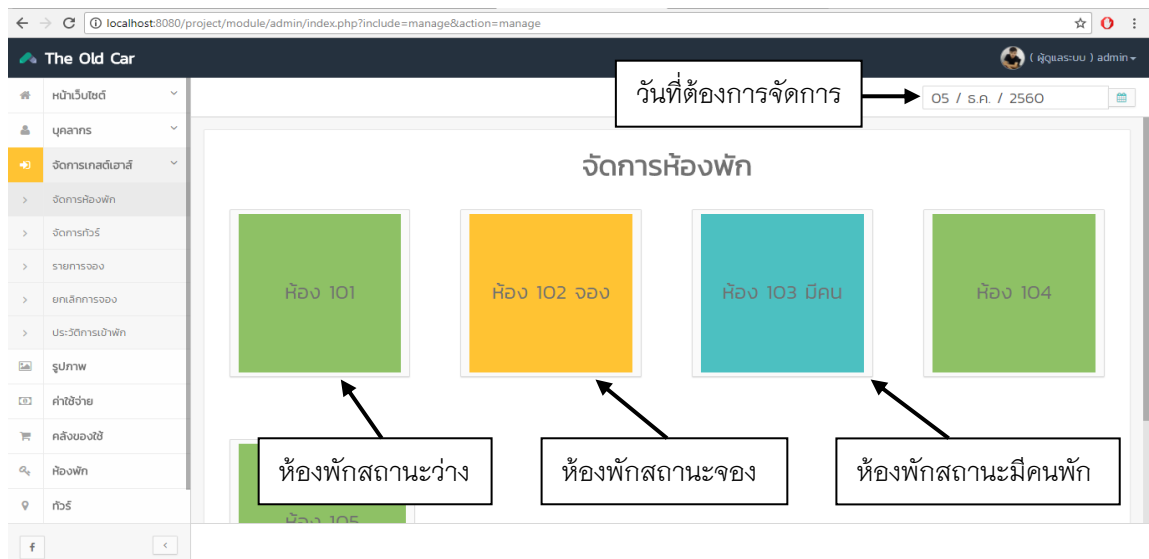 localhost:8080/project/module/admin/index.php?include=manage&action=manage
The Old Car
( ผู้ดูแลระบบ ) admin
วันที่ต้องการจัดการ
05 / ธ.ค. / 2560
หน้าเว็บไซต์
บุคลากร
จัดการเกสต์เฮาส์
จัดการห้องพัก
จัดการทัวร์
รายการจอง
ยกเลิกการจอง
ประวัติการเข้าพัก
รูปภาพ
ค่าใช้จ่าย
คลังของใช้
ห้องพัก
ทัวร์
f
จัดการห้องพัก
ห้อง 101
ห้อง 102 จอง
ห้อง 103 มีคน
ห้อง 104
ห้องพักสถานะว่าง
ห้องพักสถานะจอง
ห้องพักสถานะมีคนพัก
ห้อง 105